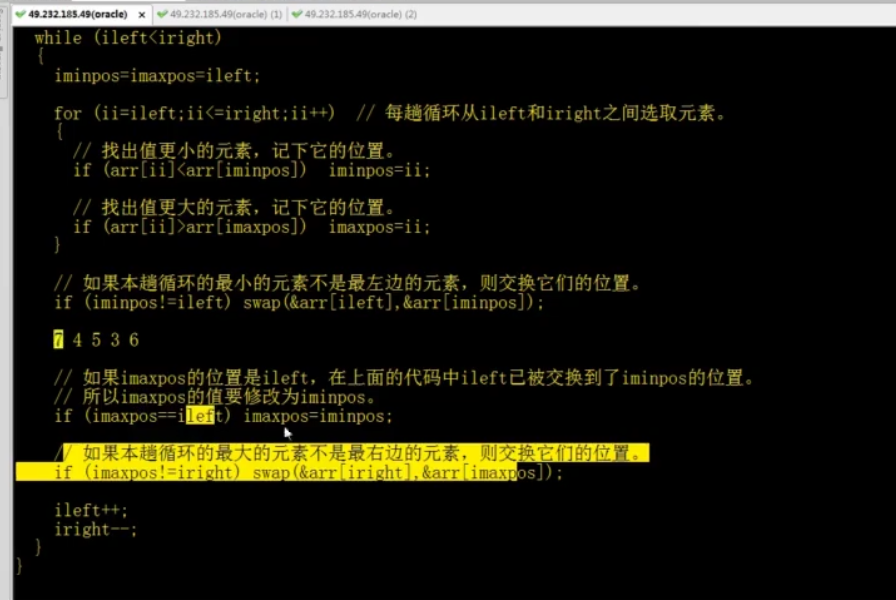 49.232.185.49(oracle) × 49.232.185.49(oracle) (1) 49.232.185.49(oracle) (2)
while (ileft<iright)
{
iminpos=imaxpos=ileft;
for (ii=ileft;ii<=iright;ii++) // 每趟循环从ileft和iright之间选取元素。
{
// 找出值更小的元素，记下它的位置。
if (arr[ii]<arr[iminpos]) iminpos=ii;
// 找出值更大的元素，记下它的位置。
if (arr[ii]>arr[imaxpos]) imaxpos=ii;
}
// 如果本趟循环的最小的元素不是最左边的元素，则交换它们的位置。
if (iminpos!=ileft) swap(&arr[ileft],&arr[iminpos]);
7 4 5 3 6
// 如果imaxpos的位置是ileft，在上面的代码中ileft已被交换到了iminpos的位置。
// 所以imaxpos的值要修改为iminpos。
if (imaxpos==ileft) imaxpos=iminpos;
// 如果本趟循环的最大的元素不是最右边的元素，则交换它们的位置。
if (imaxpos!=iright) swap(&arr[iright],&arr[imaxpos]);
ileft++;
iright--;
}
}